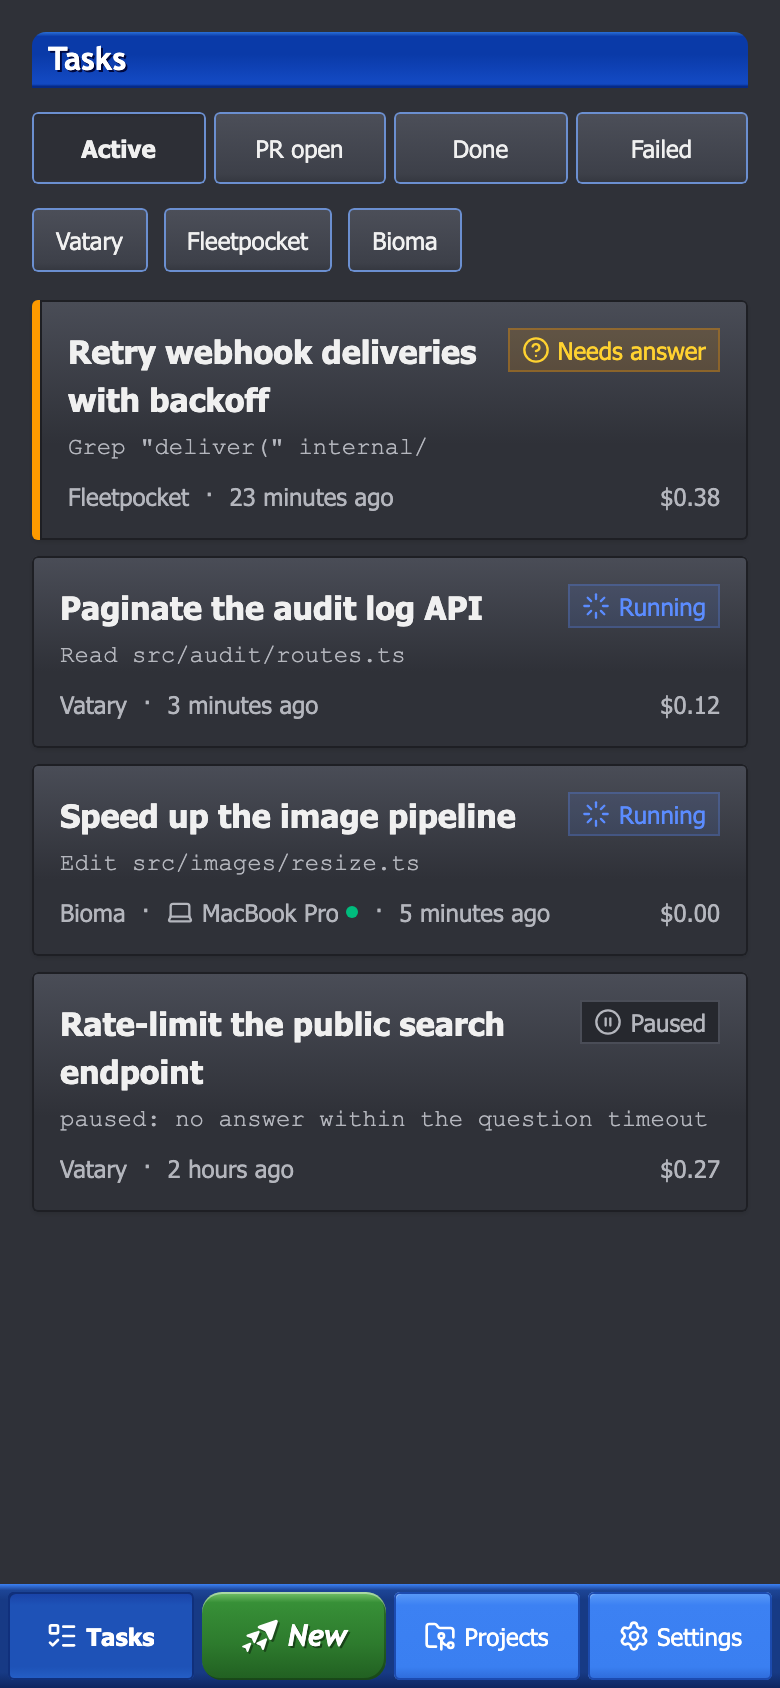 Tasks
Active
PR open
Done
Failed
Vatary
Fleetpocket
Bioma
Retry webhook deliveries
with backoff
Needs answer
Grep "deliver(" internal/
Fleetpocket · 23 minutes ago
$0.38
Paginate the audit log API
Running
Read src/audit/routes.ts
Vatary · 3 minutes ago
$0.12
Speed up the image pipeline
Running
Edit src/images/resize.ts
Bioma · MacBook Pro · 5 minutes ago
$0.00
Rate-limit the public search
endpoint
Paused
paused: no answer within the question timeout
Vatary · 2 hours ago
$0.27
Tasks
New
Projects
Settings